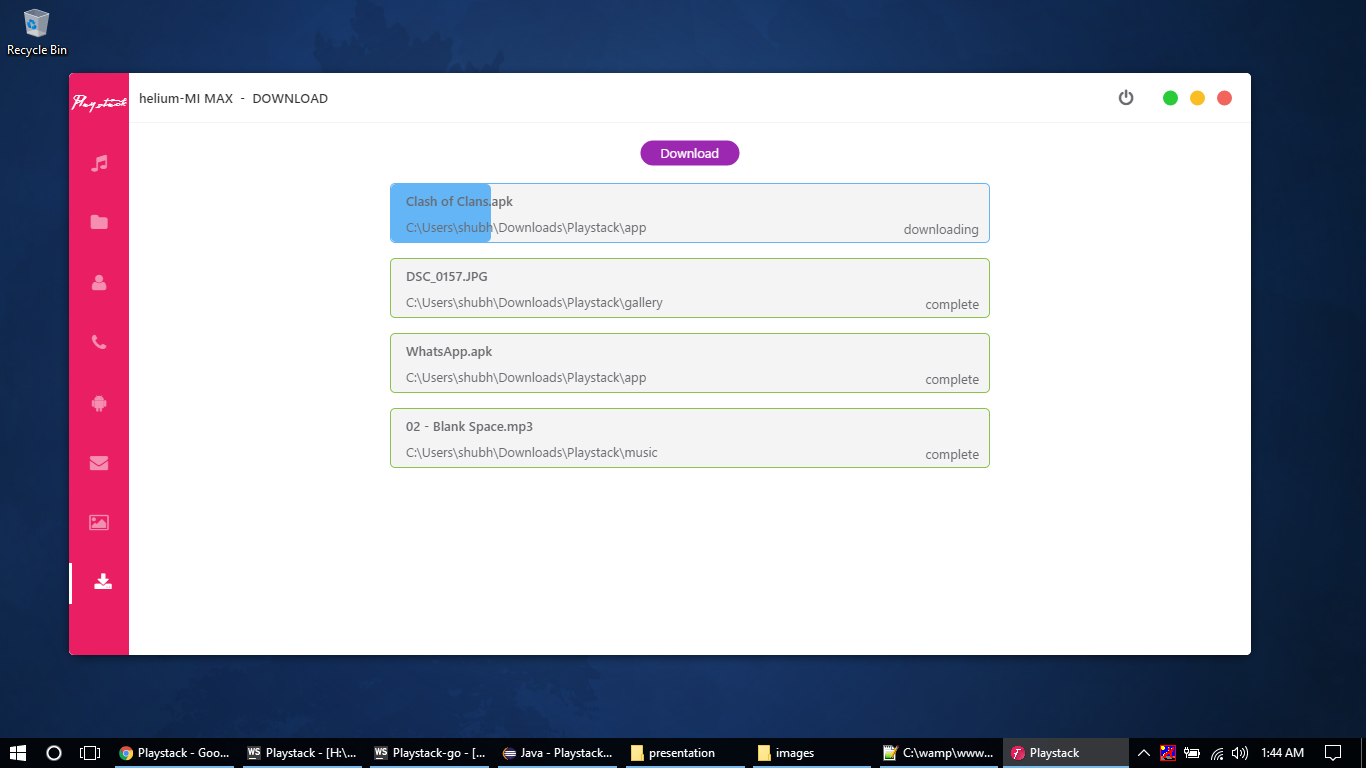 Recycle Bin
Playstack
helium-MI MAX - DOWNLOAD
Download
Clash of Clans.apk
C:\Users\shubh\Downloads\Playstack\app
downloading
DSC_0157.JPG
C:\Users\shubh\Downloads\Playstack\gallery
complete
WhatsApp.apk
C:\Users\shubh\Downloads\Playstack\app
complete
02 - Blank Space.mp3
C:\Users\shubh\Downloads\Playstack\music
complete
Playstack - Goo...
WS Playstack - [H:\...
WS Playstack-go - [...
Java - Playstack...
presentation
images
C:\wamp\www...
Playstack
1:44 AM